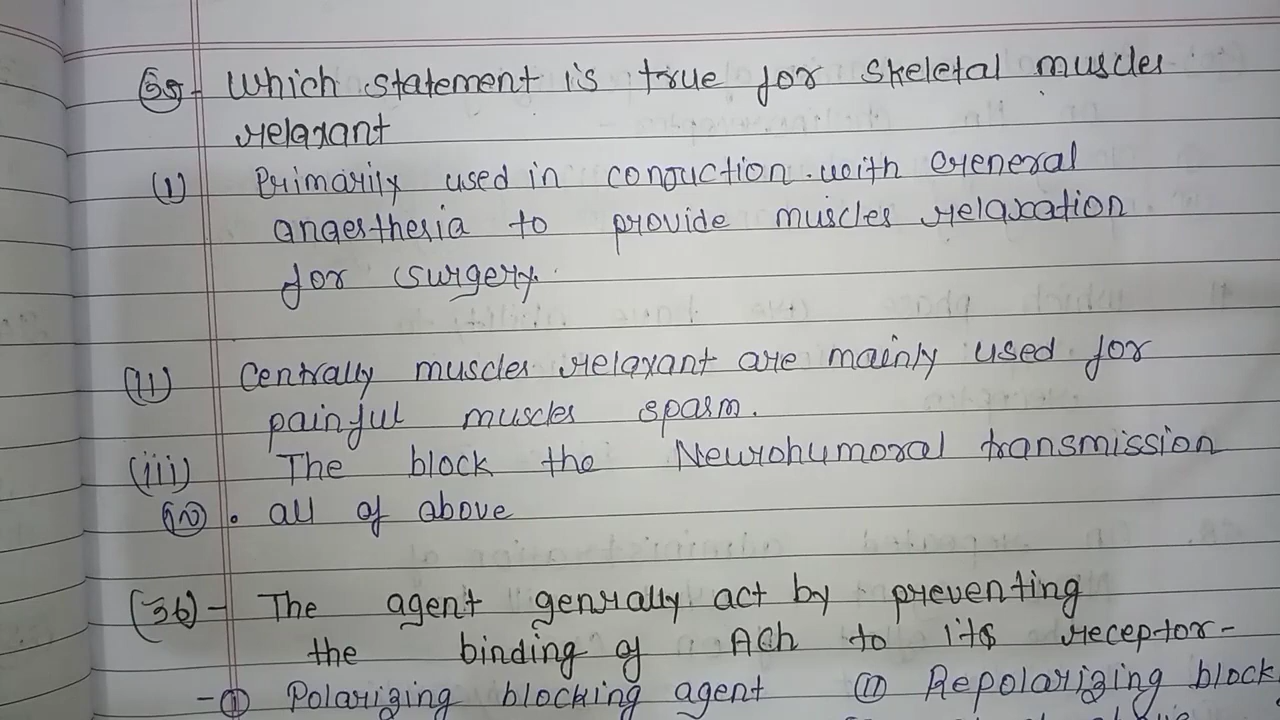 35- Which statement is true for skeletal muscles
relaxant
(i) Primarily used in conduction with General
anaesthesia to provide muscles relaxation
for surgery.
(ii) Centrally muscles relaxant are mainly used for
painful muscles spasm.
(iii) The block the Neurohumoral transmission
(iv). all of above
(36)- The agent genrally act by preventing
the binding of ACh to its receptor-
-(i) Polarizing blocking agent (ii) Repolarizing block